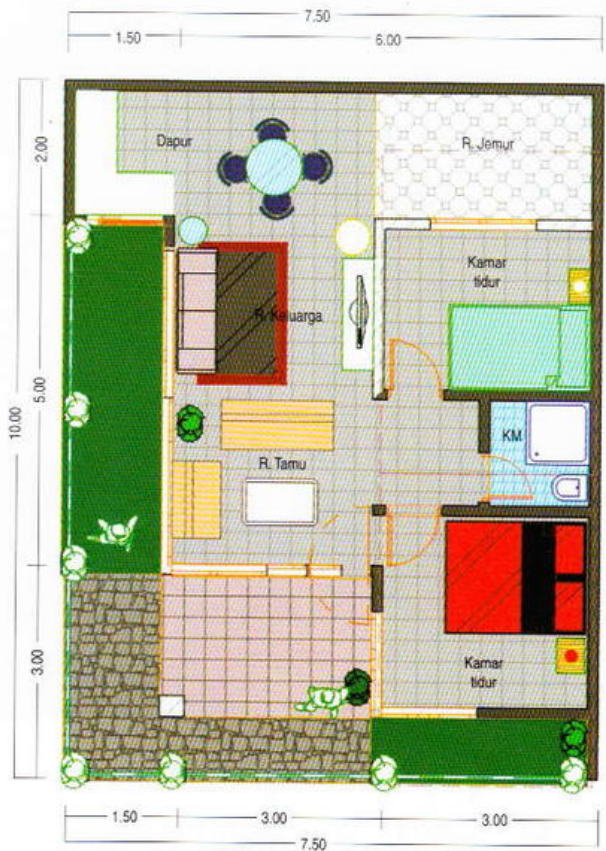 7.50
1.50
6.00
Dapur
R. Jemur
2.00
Kamar
tidur
R. Keluarga
5.00
10.00
KM
R. Tamu
3.00
Kamar
tidur
1.50
3.00
3.00
7.50